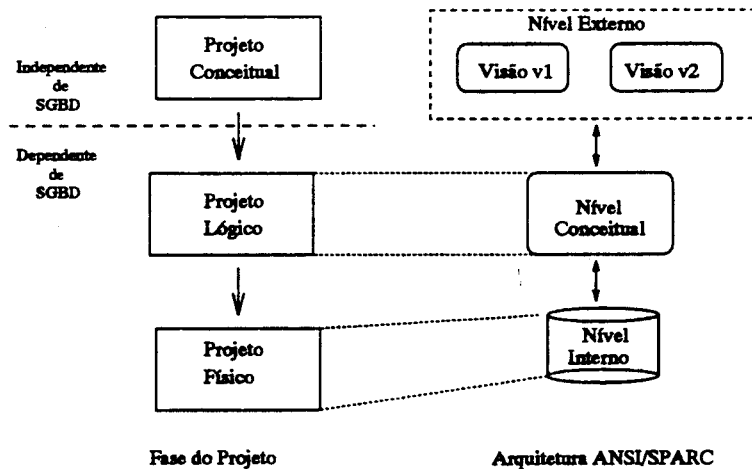 Independente
de
SGBD
Dependente
de
SGBD
Projeto
Conceitual
Projeto
Lógico
Projeto
Físico
Fase do Projeto
Nível Externo
Visão v1
Visão v2
Nível
Conceitual
Nível
Interno
Arquitetura ANSI/SPARC